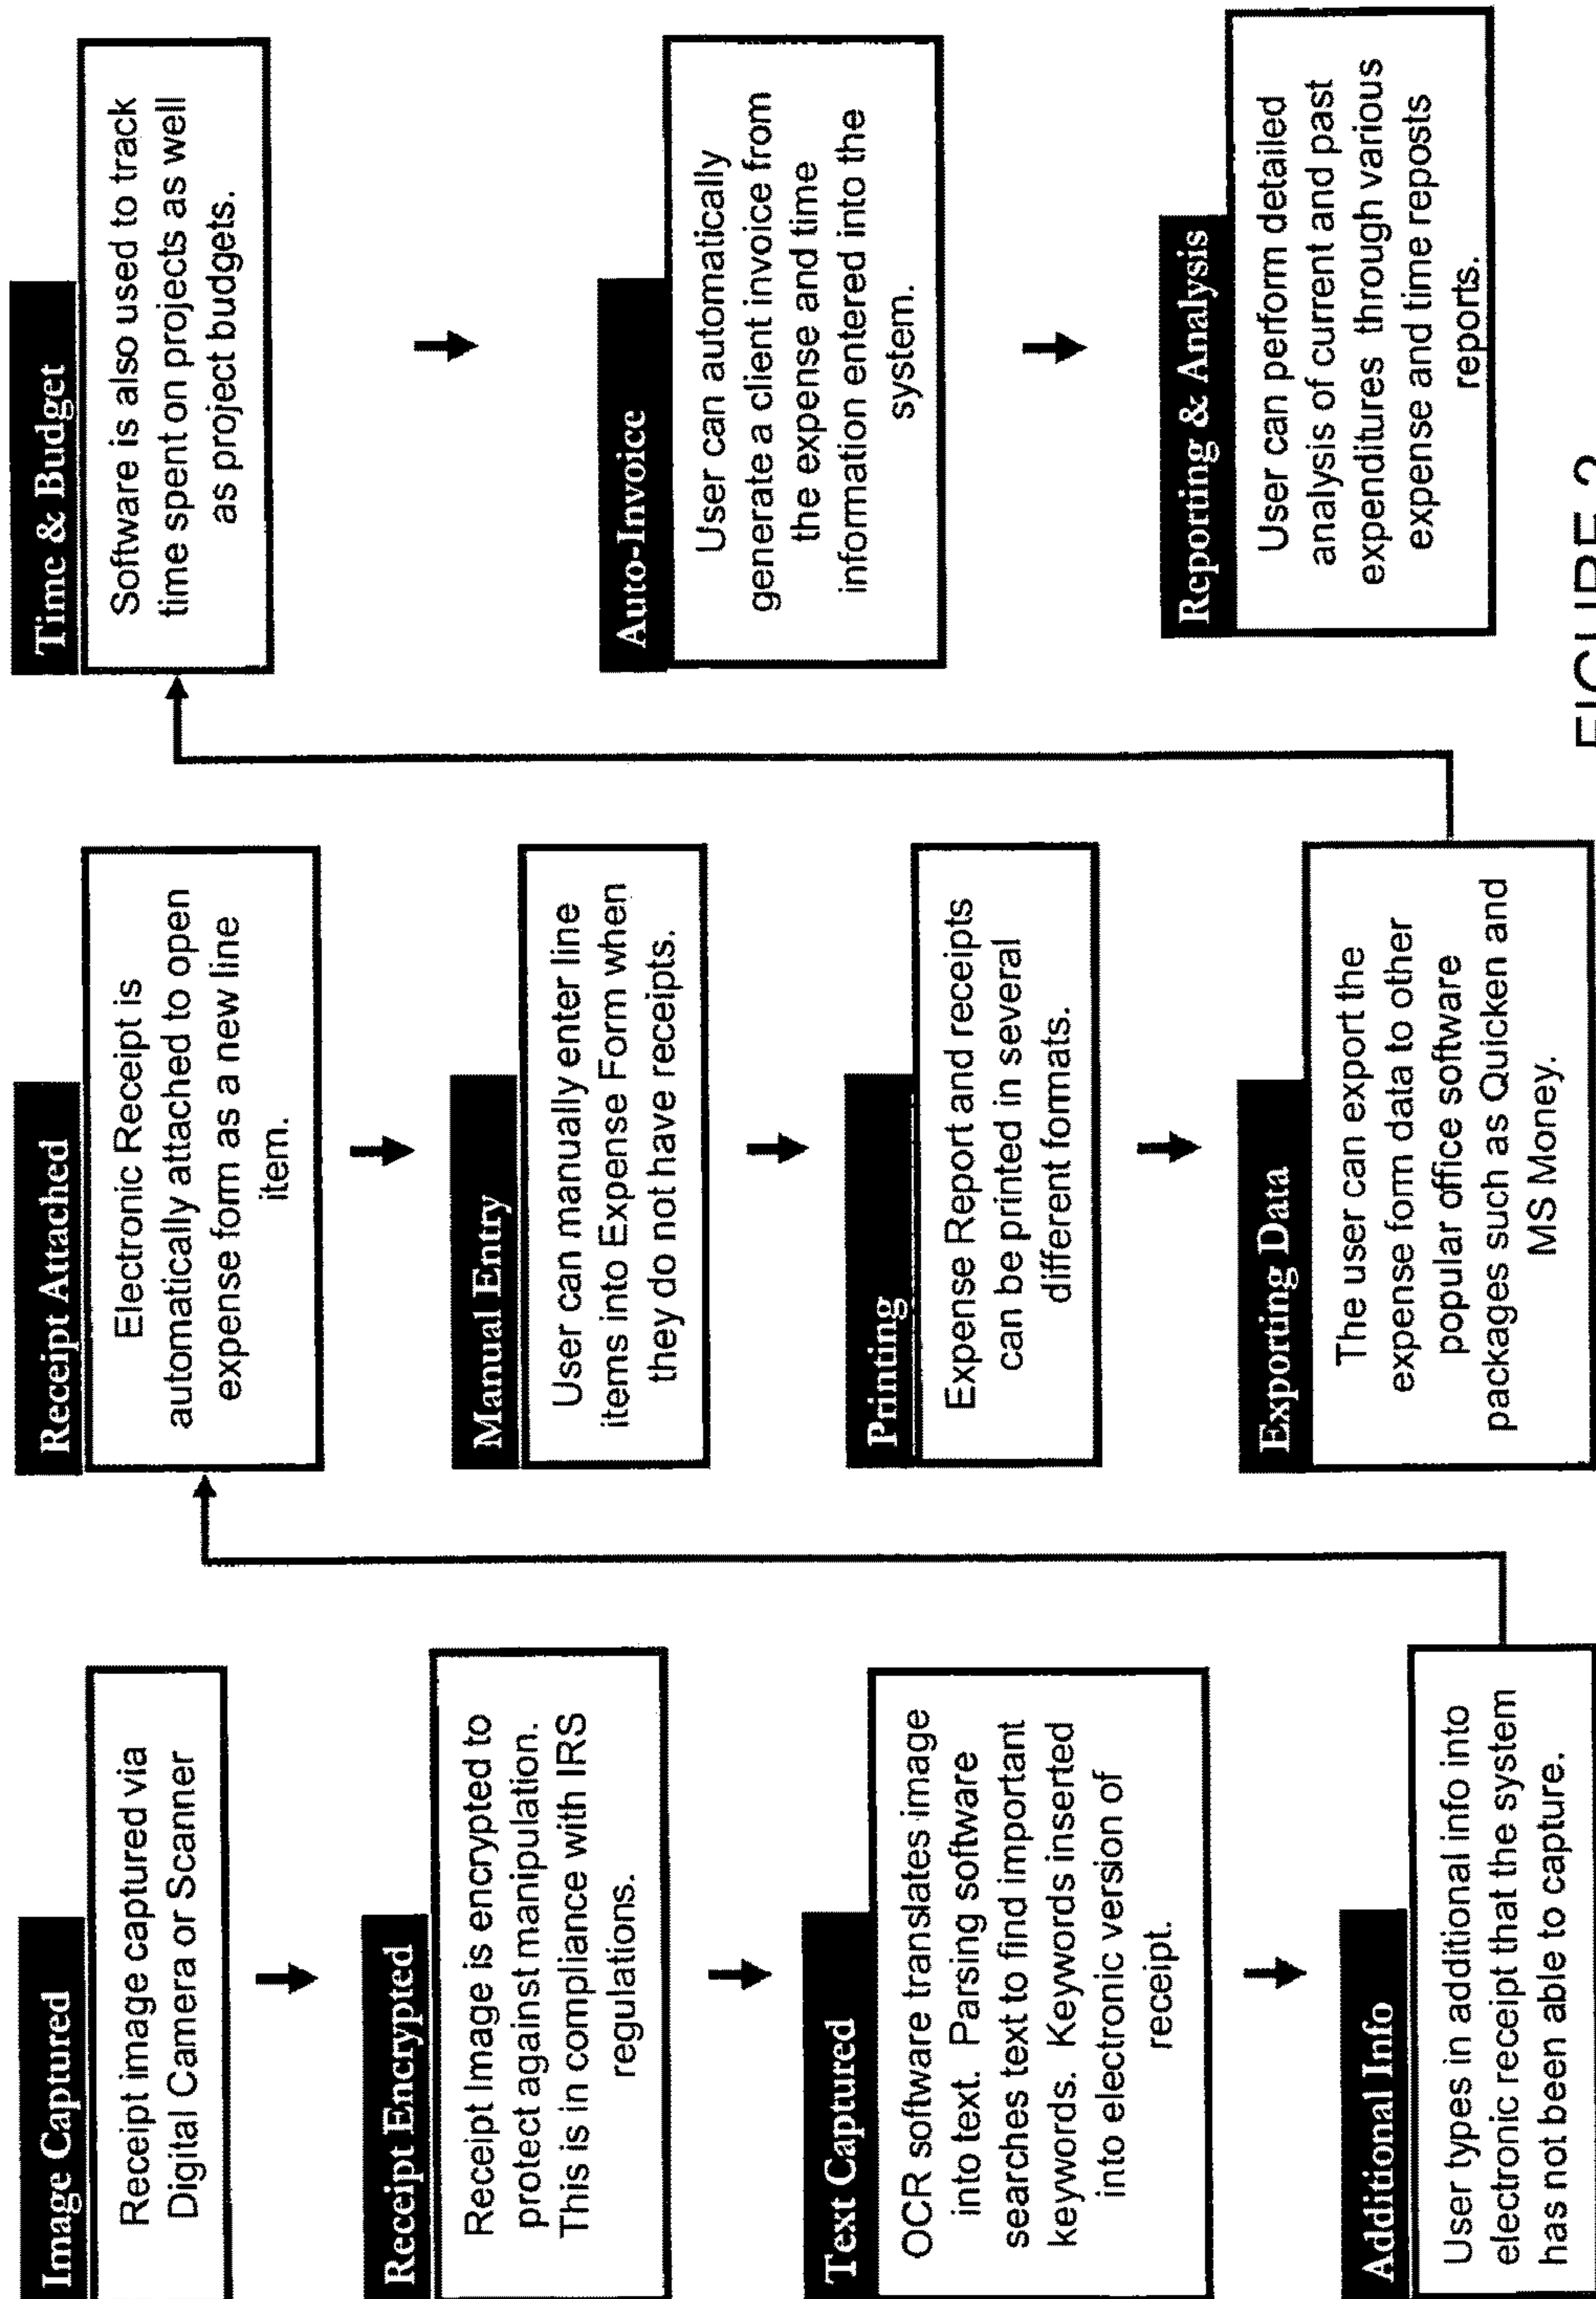 Image Captured
Receipt image captured via
Digital Camera or Scanner
Receipt Encrypted
Receipt Image is encrypted to
protect against manipulation.
This is in compliance with IRS
regulations.
Text Captured
OCR software translates image
into text. Parsing software
searches text to find important
keywords. Keywords inserted
into electronic version of
receipt.
Additional Info
User types in additional info into
electronic receipt that the system
has not been able to capture.
Receipt Attached
Electronic Receipt is
automatically attached to open
expense form as a new line
item.
Manual Entry
User can manually enter line
items into Expense Form when
they do not have receipts.
Printing
Expense Report and receipts
can be printed in several
different formats.
Exporting Data
The user can export the
expense form data to other
popular office software
packages such as Quicken and
MS Money.
Time & Budget
Software is also used to track
time spent on projects as well
as project budgets.
Auto-Invoice
User can automatically
generate a client invoice from
the expense and time
information entered into the
system.
Reporting & Analysis
User can perform detailed
analysis of current and past
expenditures through various
expense and time reposts
reports.
FIGURE 2